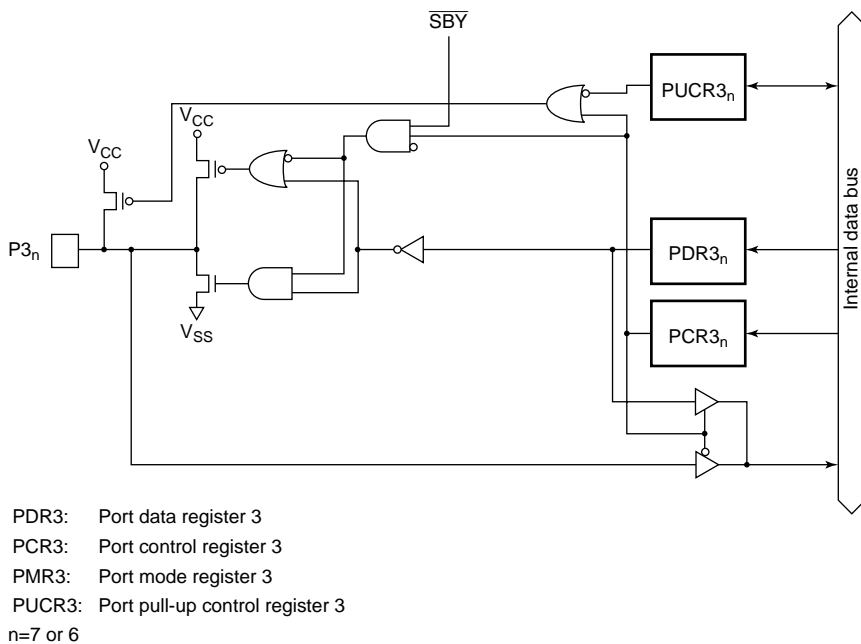 S̅B̅Y̅
PUCR3n
VCC
VCC
P3n
PDR3n
Internal data bus
PCR3n
VSS
PDR3: Port data register 3
PCR3: Port control register 3
PMR3: Port mode register 3
PUCR3: Port pull-up control register 3
n=7 or 6